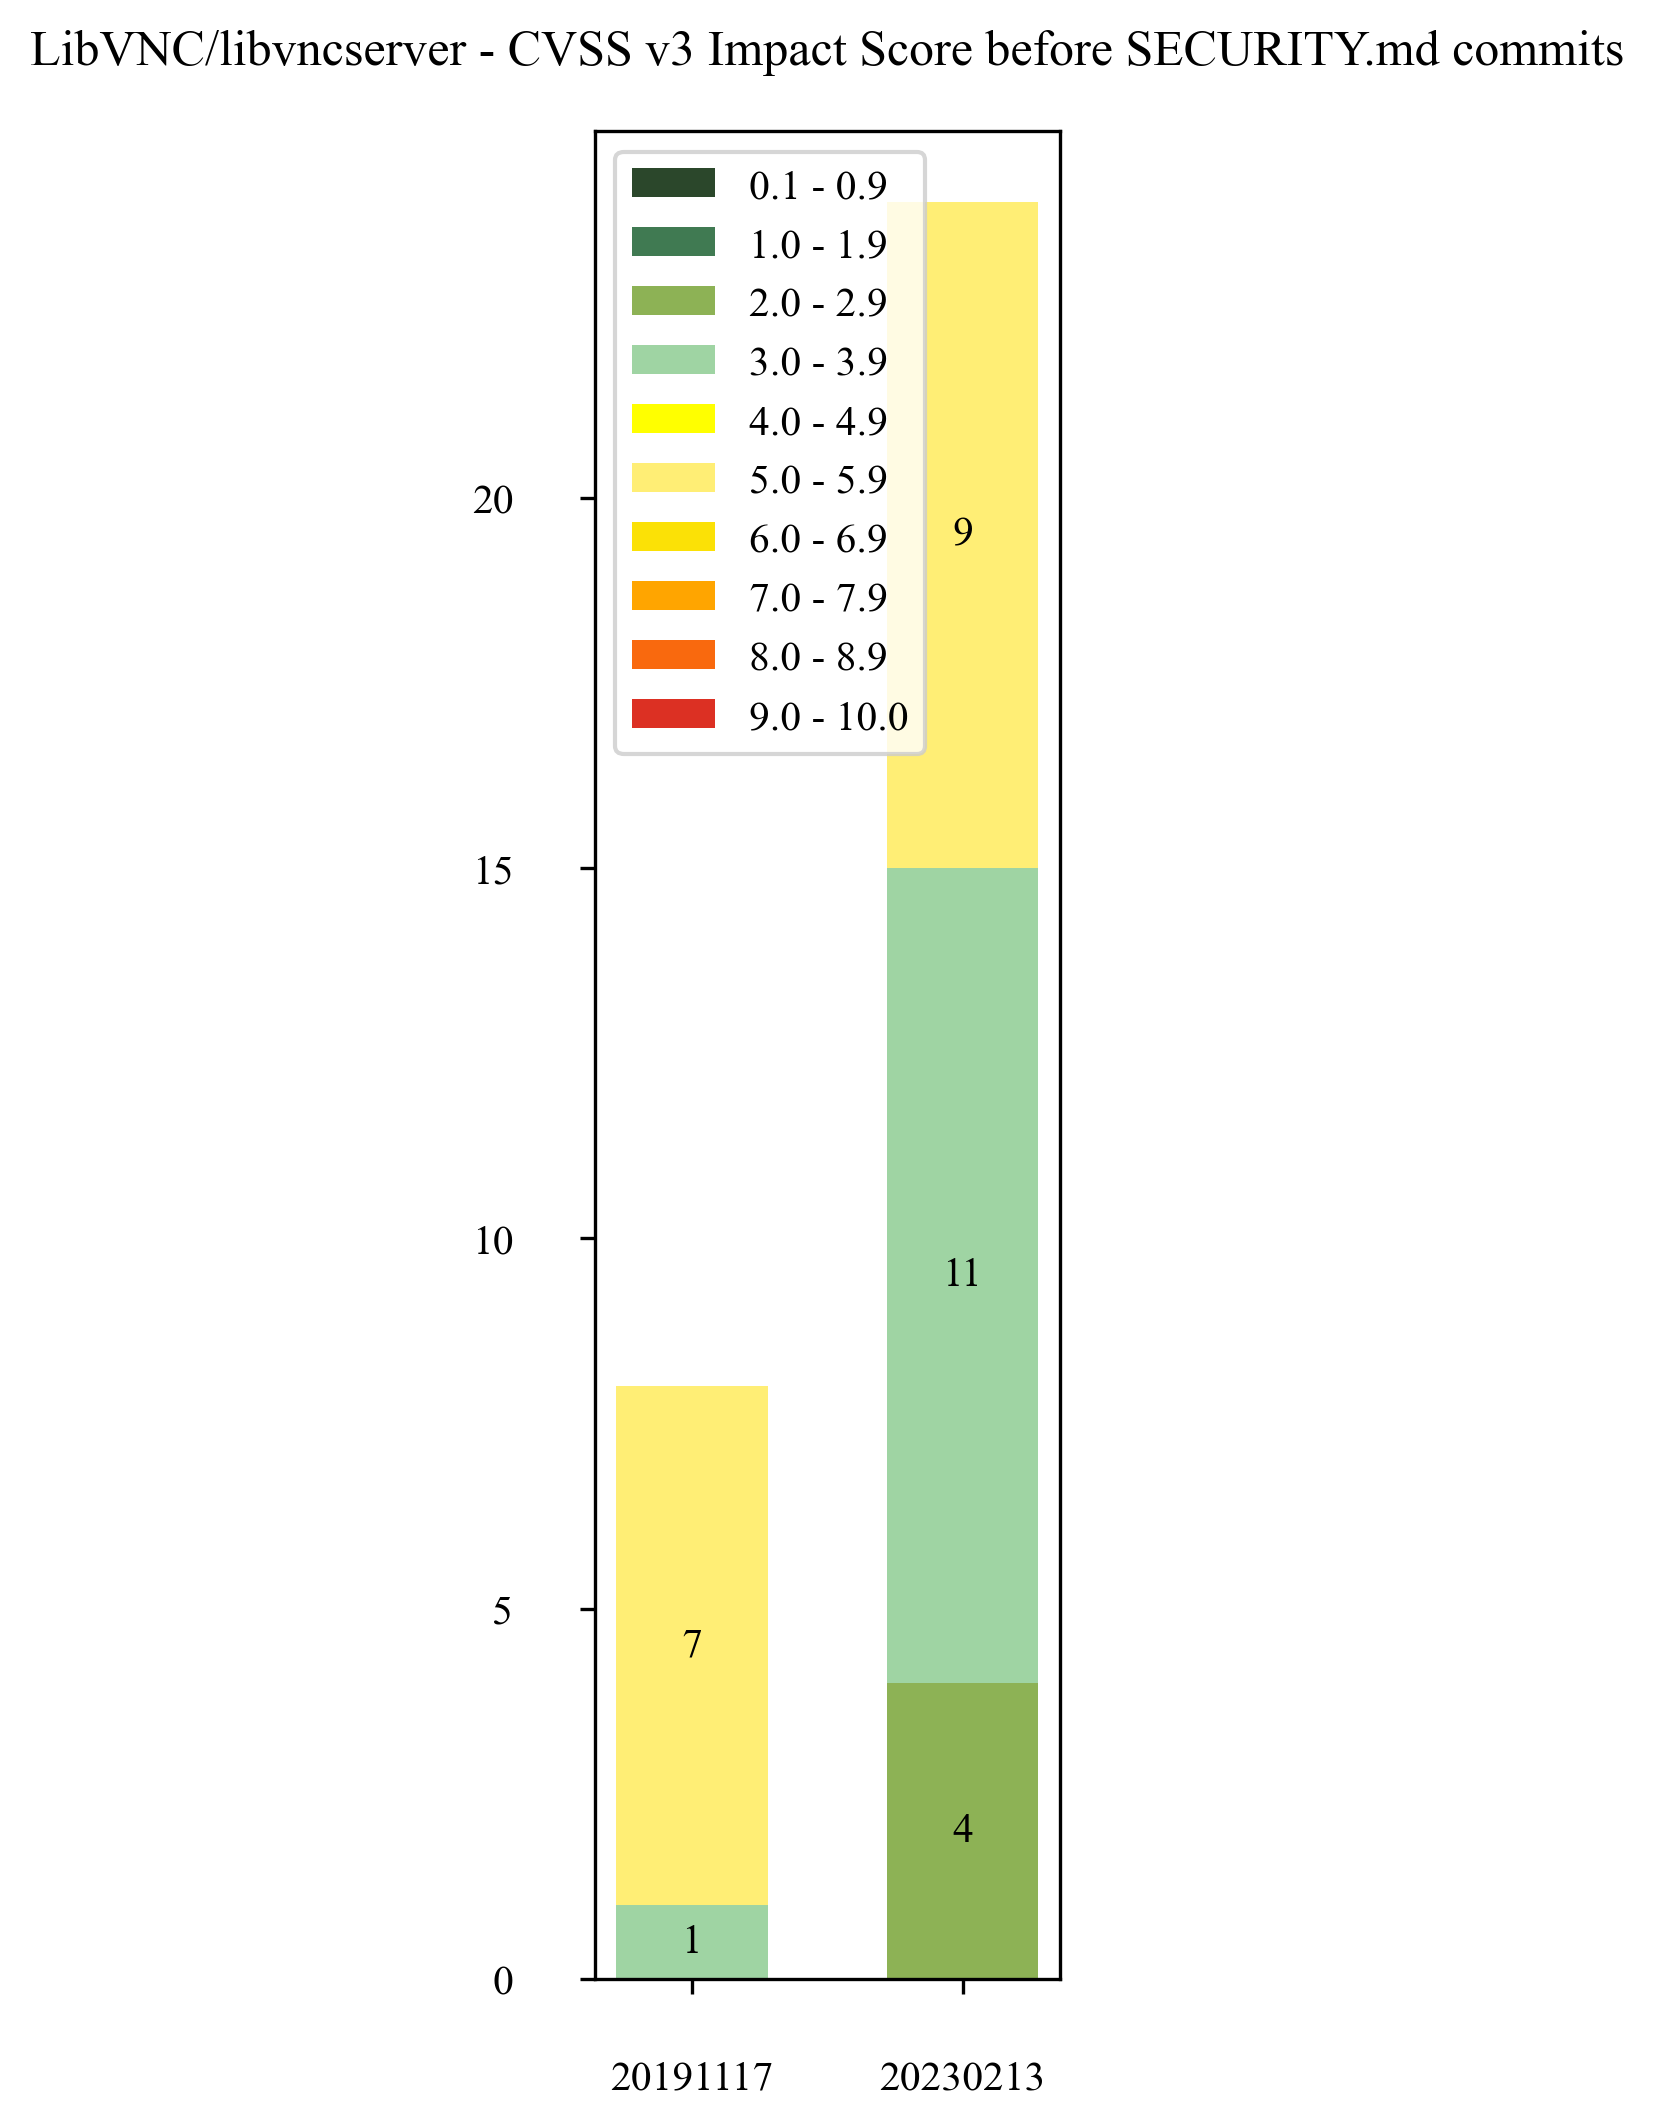 LibVNC/libvncserver - CVSS v3 Impact Score before SECURITY.md commits
0.1 - 0.9
1.0 - 1.9
2.0 - 2.9
3.0 - 3.9
4.0 - 4.9
5.0 - 5.9
6.0 - 6.9
7.0 - 7.9
8.0 - 8.9
9.0 - 10.0
20
15
10
5
0
9
11
7
4
1
20191117
20230213